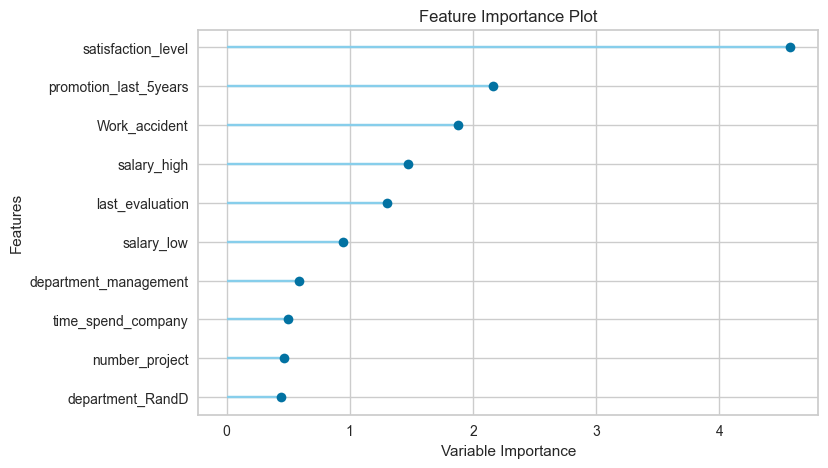 Feature Importance Plot
Features
satisfaction_level
promotion_last_5years
Work_accident
salary_high
last_evaluation
salary_low
department_management
time_spend_company
number_project
department_RandD
0 1 2 3 4
Variable Importance